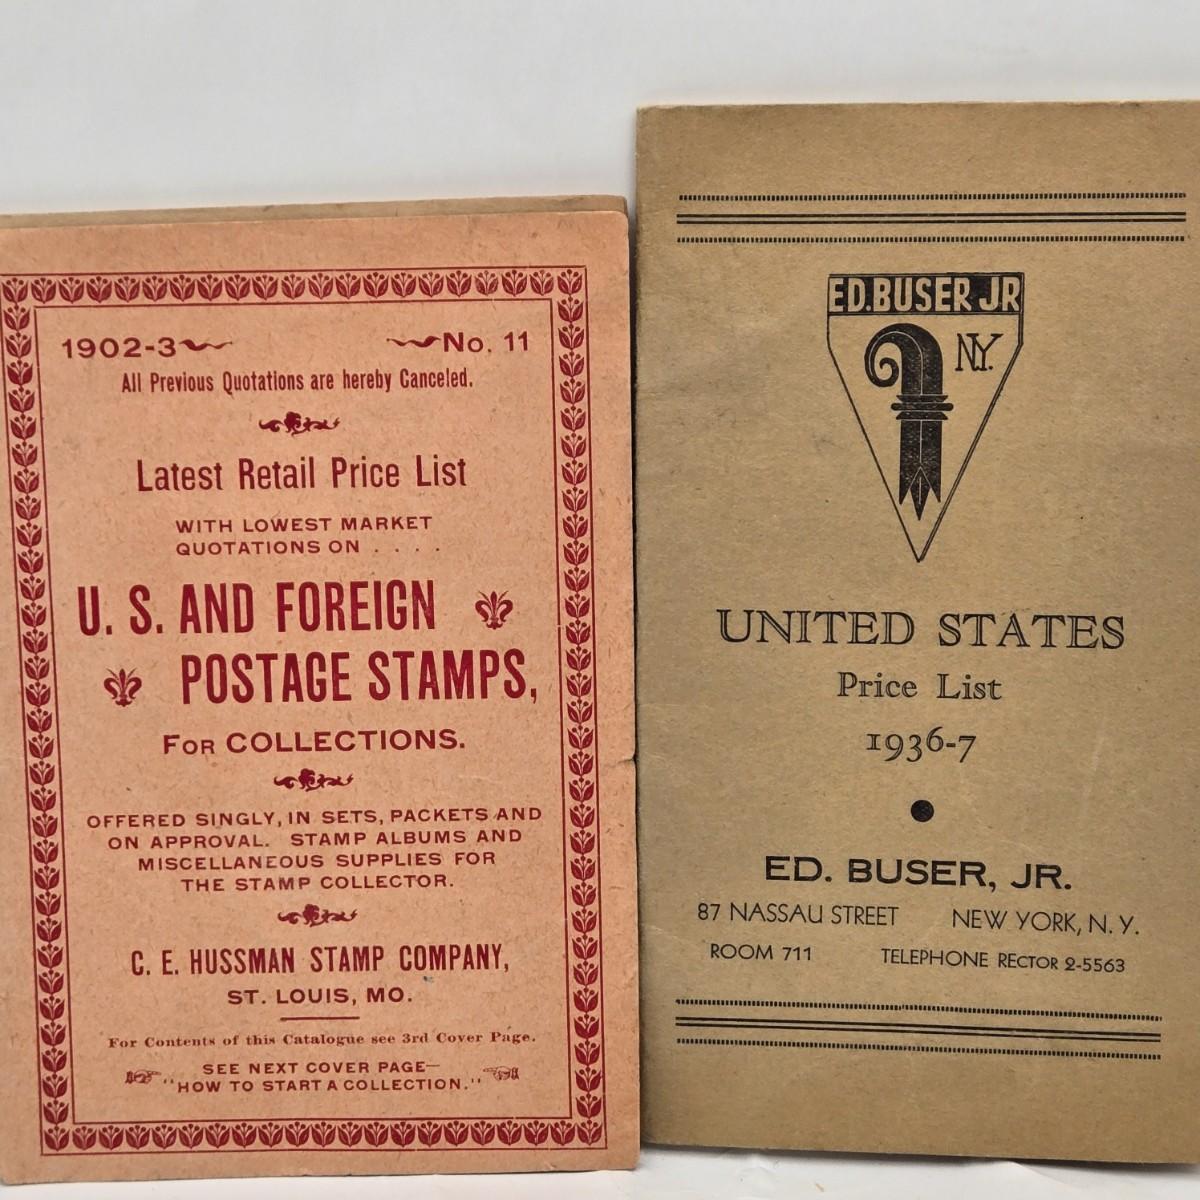 1902-3 No. 11
All Previous Quotations are hereby Canceled.
Latest Retail Price List
WITH LOWEST MARKET
QUOTATIONS ON . . . .
U. S. AND FOREIGN
POSTAGE STAMPS,
FOR COLLECTIONS.
OFFERED SINGLY, IN SETS, PACKETS AND
ON APPROVAL. STAMP ALBUMS AND
MISCELLANEOUS SUPPLIES FOR
THE STAMP COLLECTOR.
C. E. HUSSMAN STAMP COMPANY,
ST. LOUIS, MO.
For Contents of this Catalogue see 3rd Cover Page.
SEE NEXT COVER PAGE—
"HOW TO START A COLLECTION."
ED. BUSER JR
N.Y.
UNITED STATES
Price List
1936-7
ED. BUSER, JR.
87 NASSAU STREET NEW YORK, N. Y.
ROOM 711 TELEPHONE RECTOR 2-5563